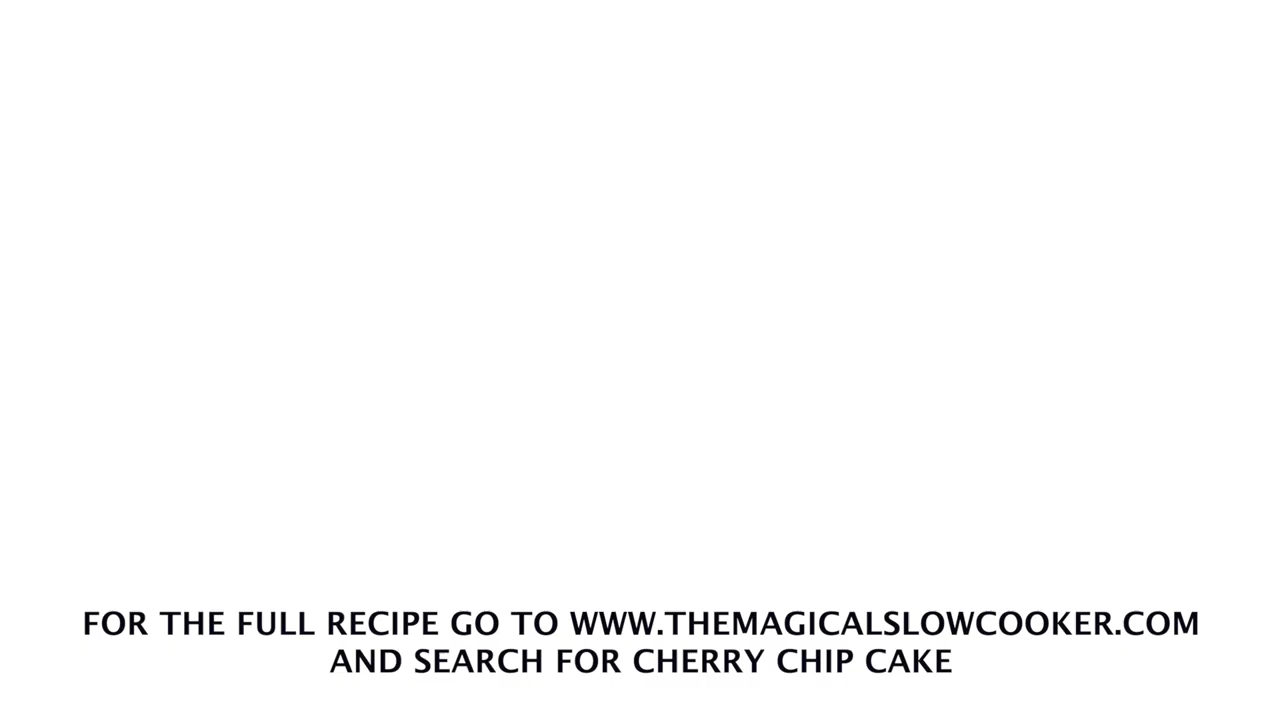 FOR THE FULL RECIPE GO TO WWW.THEMAGICALSLOWCOOKER.COM
AND SEARCH FOR CHERRY CHIP CAKE